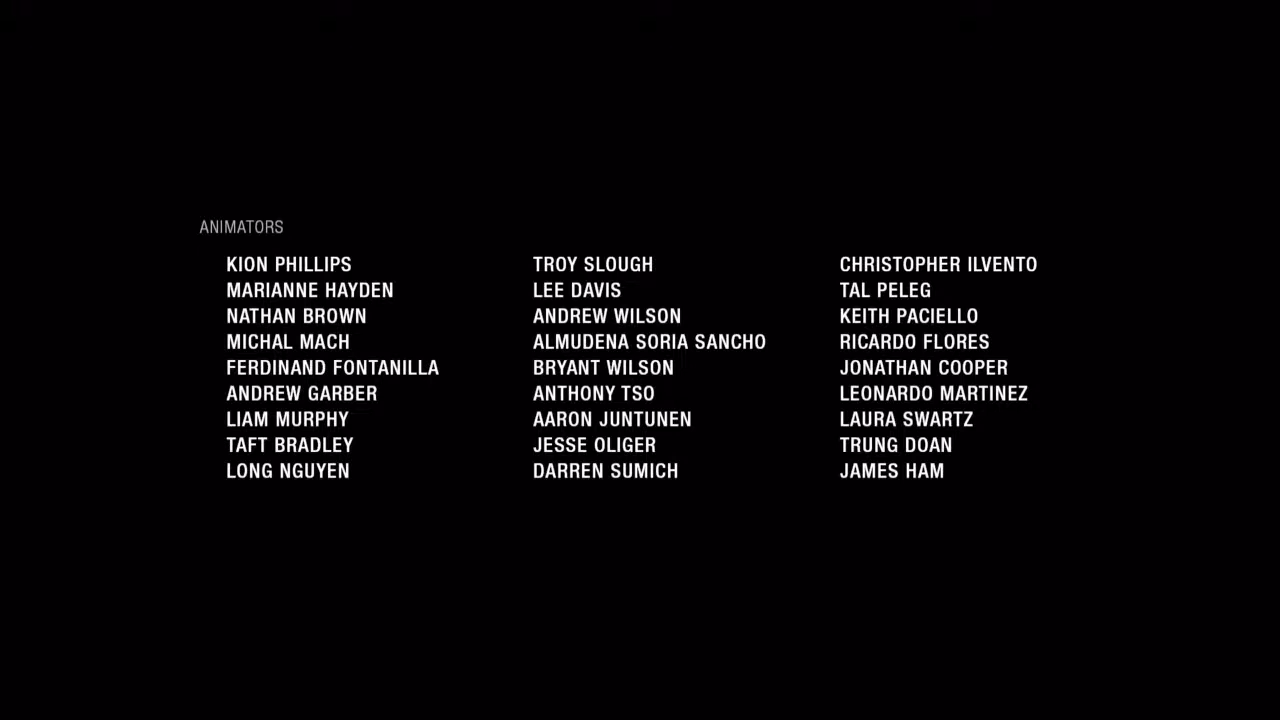 ANIMATORS
KION PHILLIPS
MARIANNE HAYDEN
NATHAN BROWN
MICHAL MACH
FERDINAND FONTANILLA
ANDREW GARBER
LIAM MURPHY
TAFT BRADLEY
LONG NGUYEN
TROY SLOUGH
LEE DAVIS
ANDREW WILSON
ALMUDENA SORIA SANCHO
BRYANT WILSON
ANTHONY TSO
AARON JUNTUNEN
JESSE OLIGER
DARREN SUMICH
CHRISTOPHER ILVENTO
TAL PELEG
KEITH PACIELLO
RICARDO FLORES
JONATHAN COOPER
LEONARDO MARTINEZ
LAURA SWARTZ
TRUNG DOAN
JAMES HAM